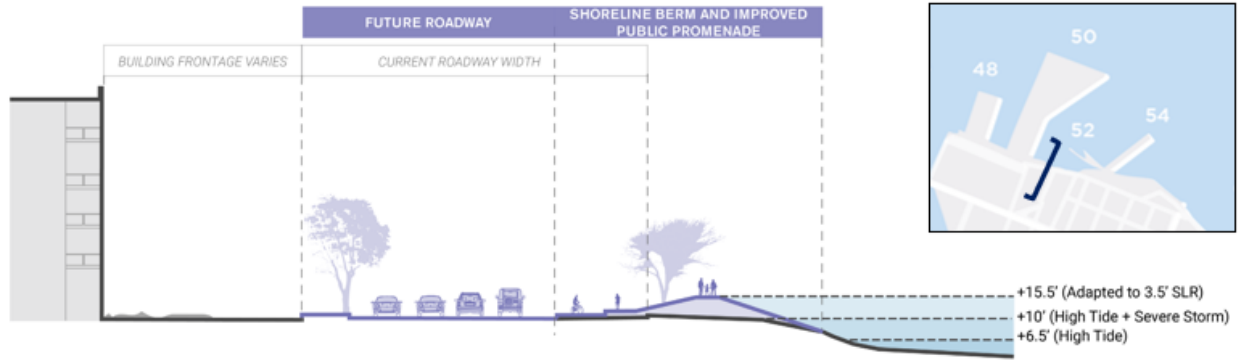 FUTURE ROADWAY
SHORELINE BERM AND IMPROVED
PUBLIC PROMENADE
BUILDING FRONTAGE VARIES
CURRENT ROADWAY WIDTH
50
48
52
54
+15.5' (Adapted to 3.5' SLR)
+10' (High Tide + Severe Storm)
+6.5' (High Tide)